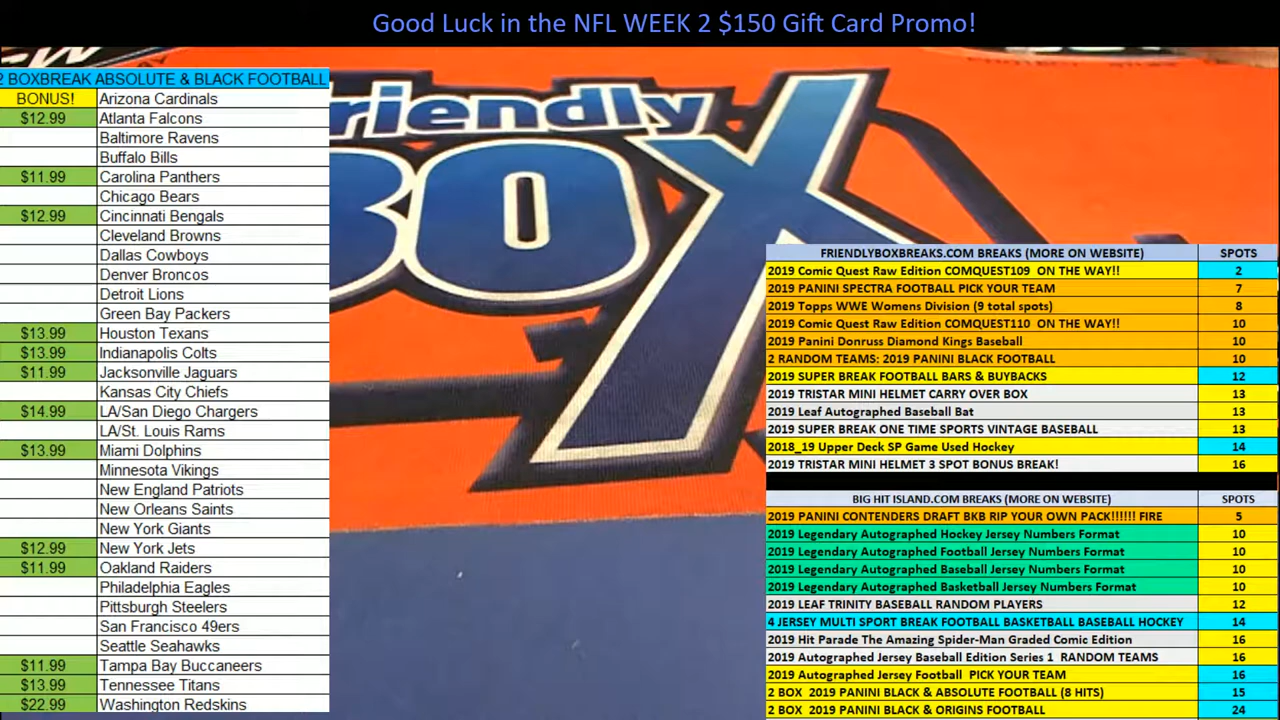 Good Luck in the NFL WEEK 2 $150 Gift Card Promo!
2 BOXBREAK ABSOLUTE & BLACK FOOTBALL
BONUS! Arizona Cardinals
$12.99 Atlanta Falcons
Baltimore Ravens
Buffalo Bills
$11.99 Carolina Panthers
Chicago Bears
$12.99 Cincinnati Bengals
Cleveland Browns
Dallas Cowboys
Denver Broncos
Detroit Lions
Green Bay Packers
$13.99 Houston Texans
$13.99 Indianapolis Colts
$11.99 Jacksonville Jaguars
Kansas City Chiefs
$14.99 LA/San Diego Chargers
LA/St. Louis Rams
$13.99 Miami Dolphins
Minnesota Vikings
New England Patriots
New Orleans Saints
New York Giants
$12.99 New York Jets
$11.99 Oakland Raiders
Philadelphia Eagles
Pittsburgh Steelers
San Francisco 49ers
Seattle Seahawks
$11.99 Tampa Bay Buccaneers
$13.99 Tennessee Titans
$22.99 Washington Redskins
riendly
BOX
FRIENDLYBOXBREAKS.COM BREAKS (MORE ON WEBSITE) SPOTS
2019 Comic Quest Raw Edition COMQUEST109 ON THE WAY!! 2
2019 PANINI SPECTRA FOOTBALL PICK YOUR TEAM 7
2019 Topps WWE Womens Division (9 total spots) 8
2019 Comic Quest Raw Edition COMQUEST110 ON THE WAY!! 10
2019 Panini Donruss Diamond Kings Baseball 10
2 RANDOM TEAMS: 2019 PANINI BLACK FOOTBALL 10
2019 SUPER BREAK FOOTBALL BARS & BUYBACKS 12
2019 TRISTAR MINI HELMET CARRY OVER BOX 13
2019 Leaf Autographed Baseball Bat 13
2019 SUPER BREAK ONE TIME SPORTS VINTAGE BASEBALL 13
2018_19 Upper Deck SP Game Used Hockey 14
2019 TRISTAR MINI HELMET 3 SPOT BONUS BREAK! 16
BIG HIT ISLAND.COM BREAKS (MORE ON WEBSITE) SPOTS
2019 PANINI CONTENDERS DRAFT BKB RIP YOUR OWN PACK!!!!!! FIRE 5
2019 Legendary Autographed Hockey Jersey Numbers Format 10
2019 Legendary Autographed Football Jersey Numbers Format 10
2019 Legendary Autographed Baseball Jersey Numbers Format 10
2019 Legendary Autographed Basketball Jersey Numbers Format 10
2019 LEAF TRINITY BASEBALL RANDOM PLAYERS 12
4 JERSEY MULTI SPORT BREAK FOOTBALL BASKETBALL BASEBALL HOCKEY 14
2019 Hit Parade The Amazing Spider-Man Graded Comic Edition 16
2019 Autographed Jersey Baseball Edition Series 1 RANDOM TEAMS 16
2019 Autographed Jersey Football PICK YOUR TEAM 16
2 BOX 2019 PANINI BLACK & ABSOLUTE FOOTBALL (8 HITS) 15
2 BOX 2019 PANINI BLACK & ORIGINS FOOTBALL 24